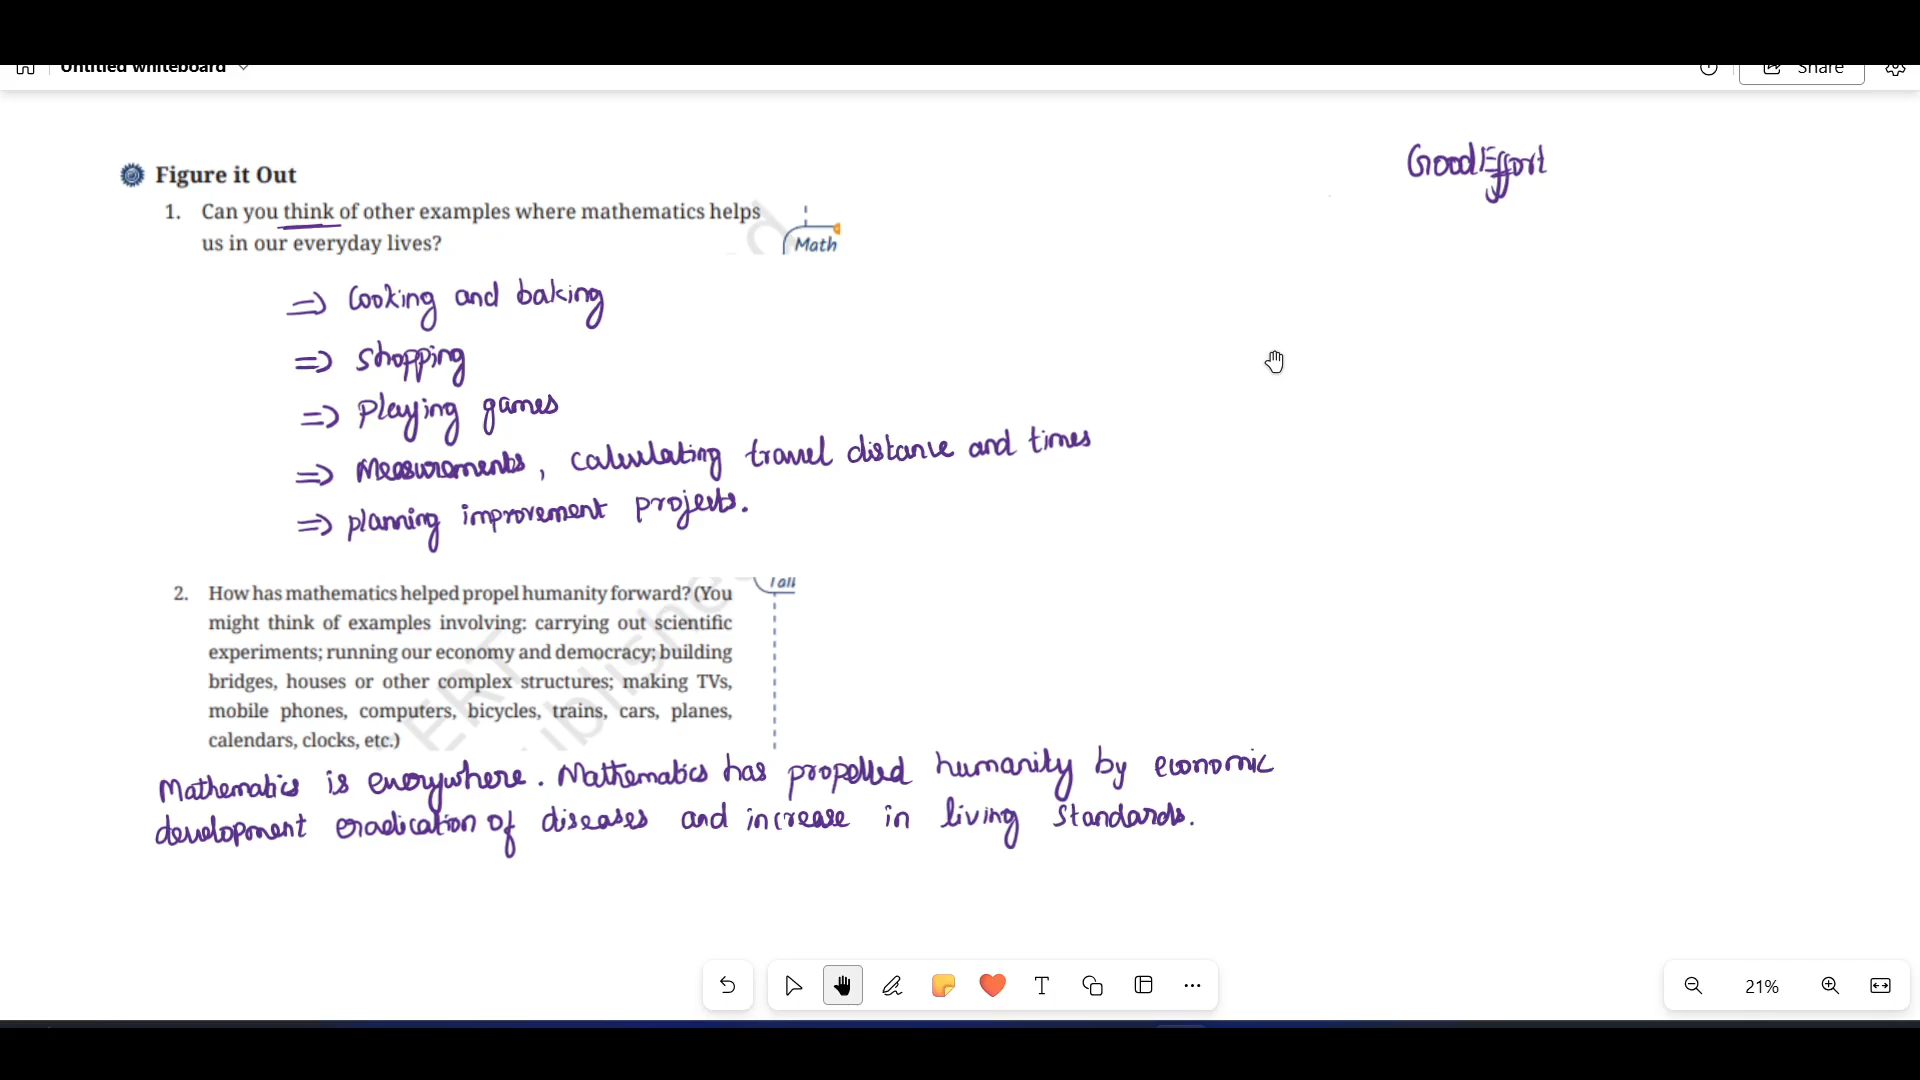 Untitled whiteboard
Share
Good Effort
Figure it Out
1. Can you think of other examples where mathematics helps
us in our everyday lives?
Math
=> Cooking and baking
=> Shopping
=> Playing games
=> Measurements, calculating travel distance and times
=> planning improvement projects.
Tall
2. How has mathematics helped propel humanity forward? (You
might think of examples involving: carrying out scientific
experiments; running our economy and democracy; building
bridges, houses or other complex structures; making TVs,
mobile phones, computers, bicycles, trains, cars, planes,
calendars, clocks, etc.)
Mathematics is everywhere. Mathematics has propelled humanity by economic
development eradication of diseases and increase in living standards.
21%